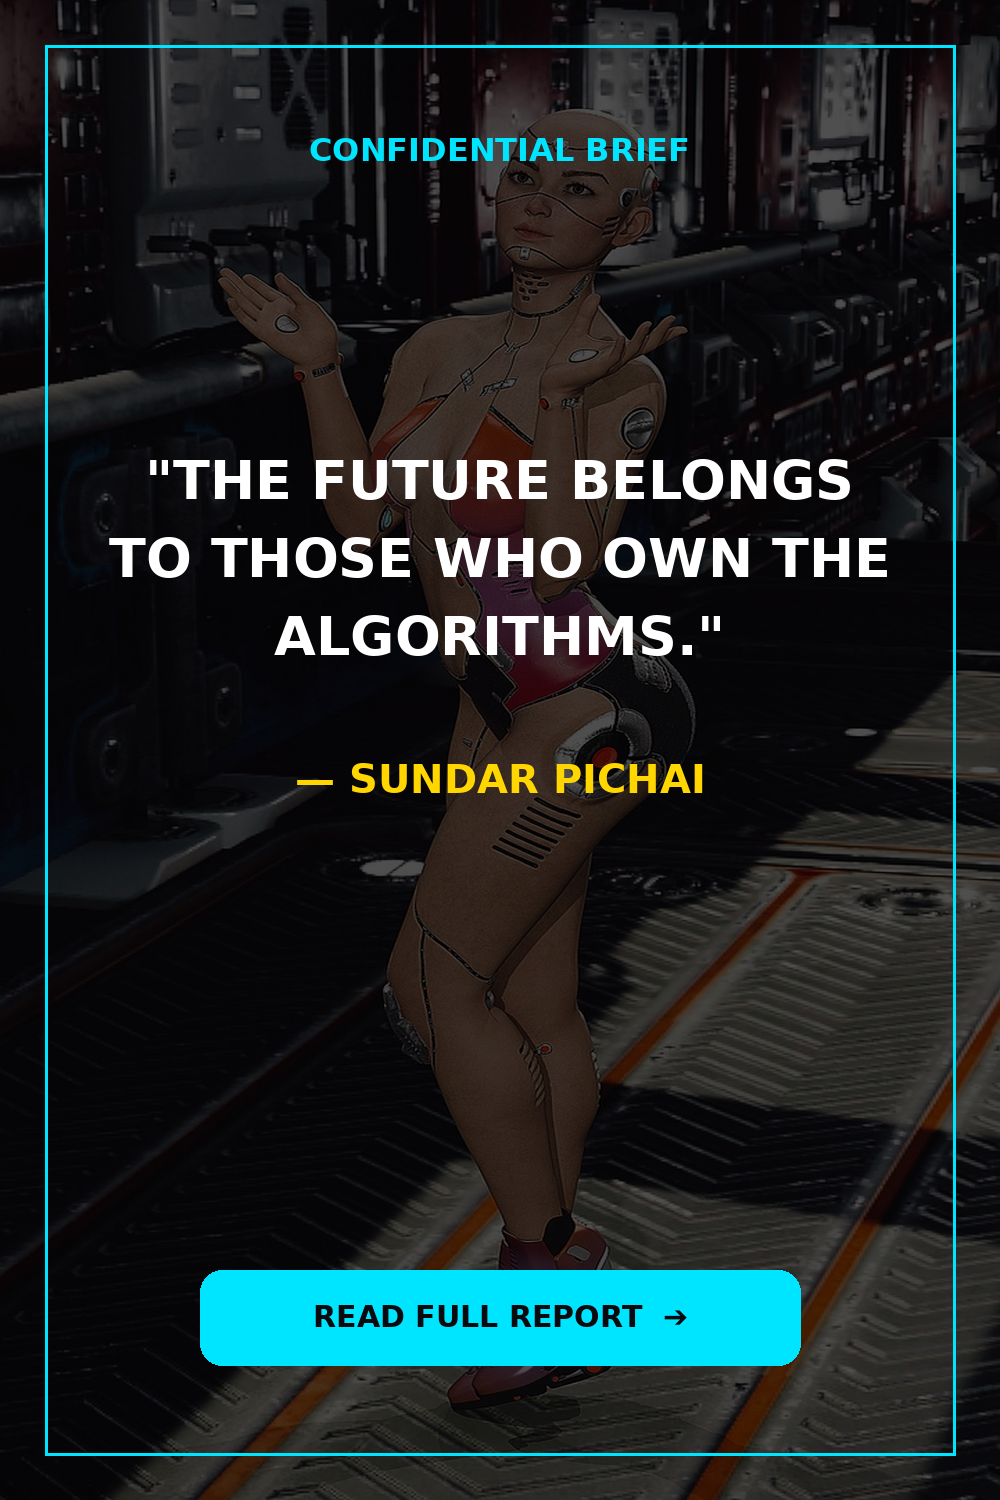 CONFIDENTIAL BRIEF
"THE FUTURE BELONGS
TO THOSE WHO OWN THE
ALGORITHMS."
— SUNDAR PICHAI
READ FULL REPORT ➔